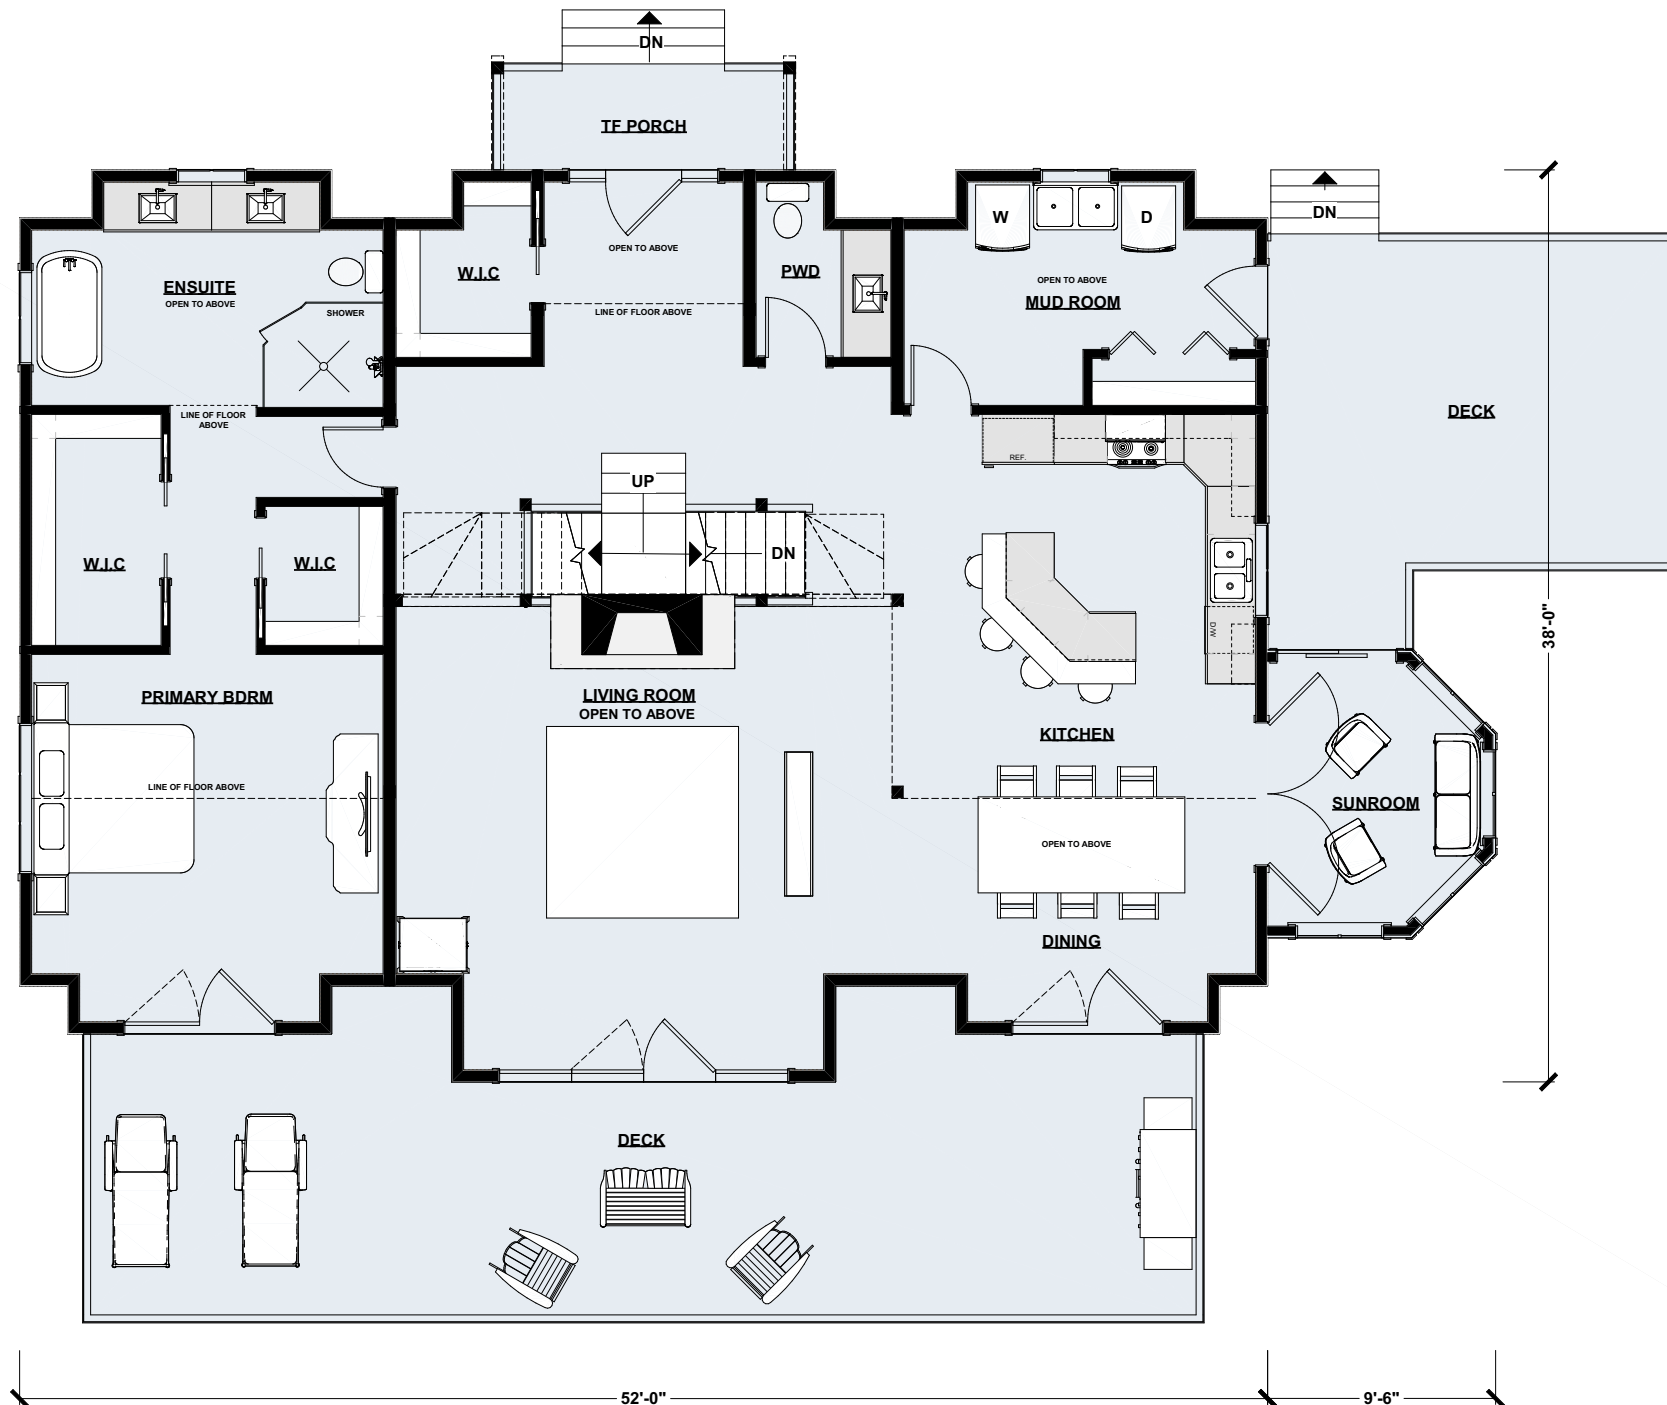 DN
TF PORCH
W
D
DN
OPEN TO ABOVE
W.I.C
PWD
OPEN TO ABOVE
MUD ROOM
ENSUITE
OPEN TO ABOVE
SHOWER
LINE OF FLOOR ABOVE
LINE OF FLOOR
ABOVE
DECK
REF.
UP
DN
W.I.C
W.I.C
D/W
38'-0"
PRIMARY BDRM
LIVING ROOM
OPEN TO ABOVE
KITCHEN
LINE OF FLOOR ABOVE
SUNROOM
OPEN TO ABOVE
DINING
DECK
52'-0"
9'-6"